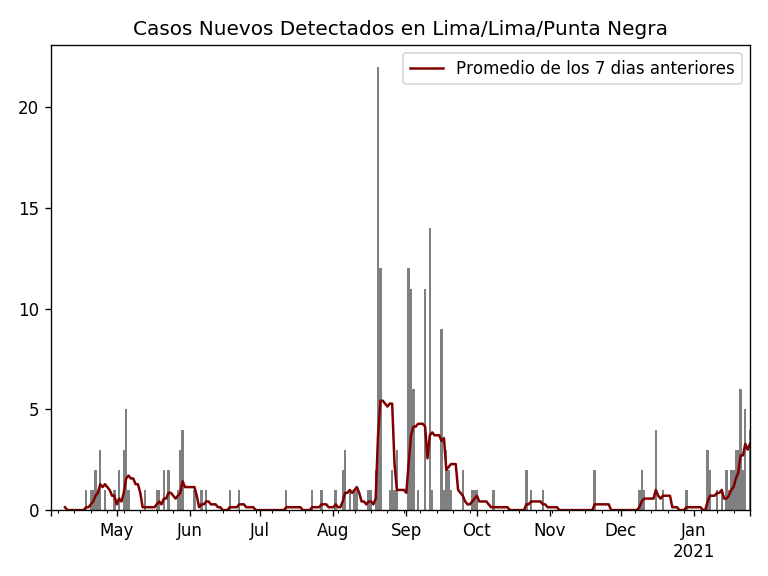 Casos Nuevos Detectados en Lima/Lima/Punta Negra
Promedio de los 7 dias anteriores
20
15
10
5
0
May Jun Jul Aug Sep Oct Nov Dec Jan
2021